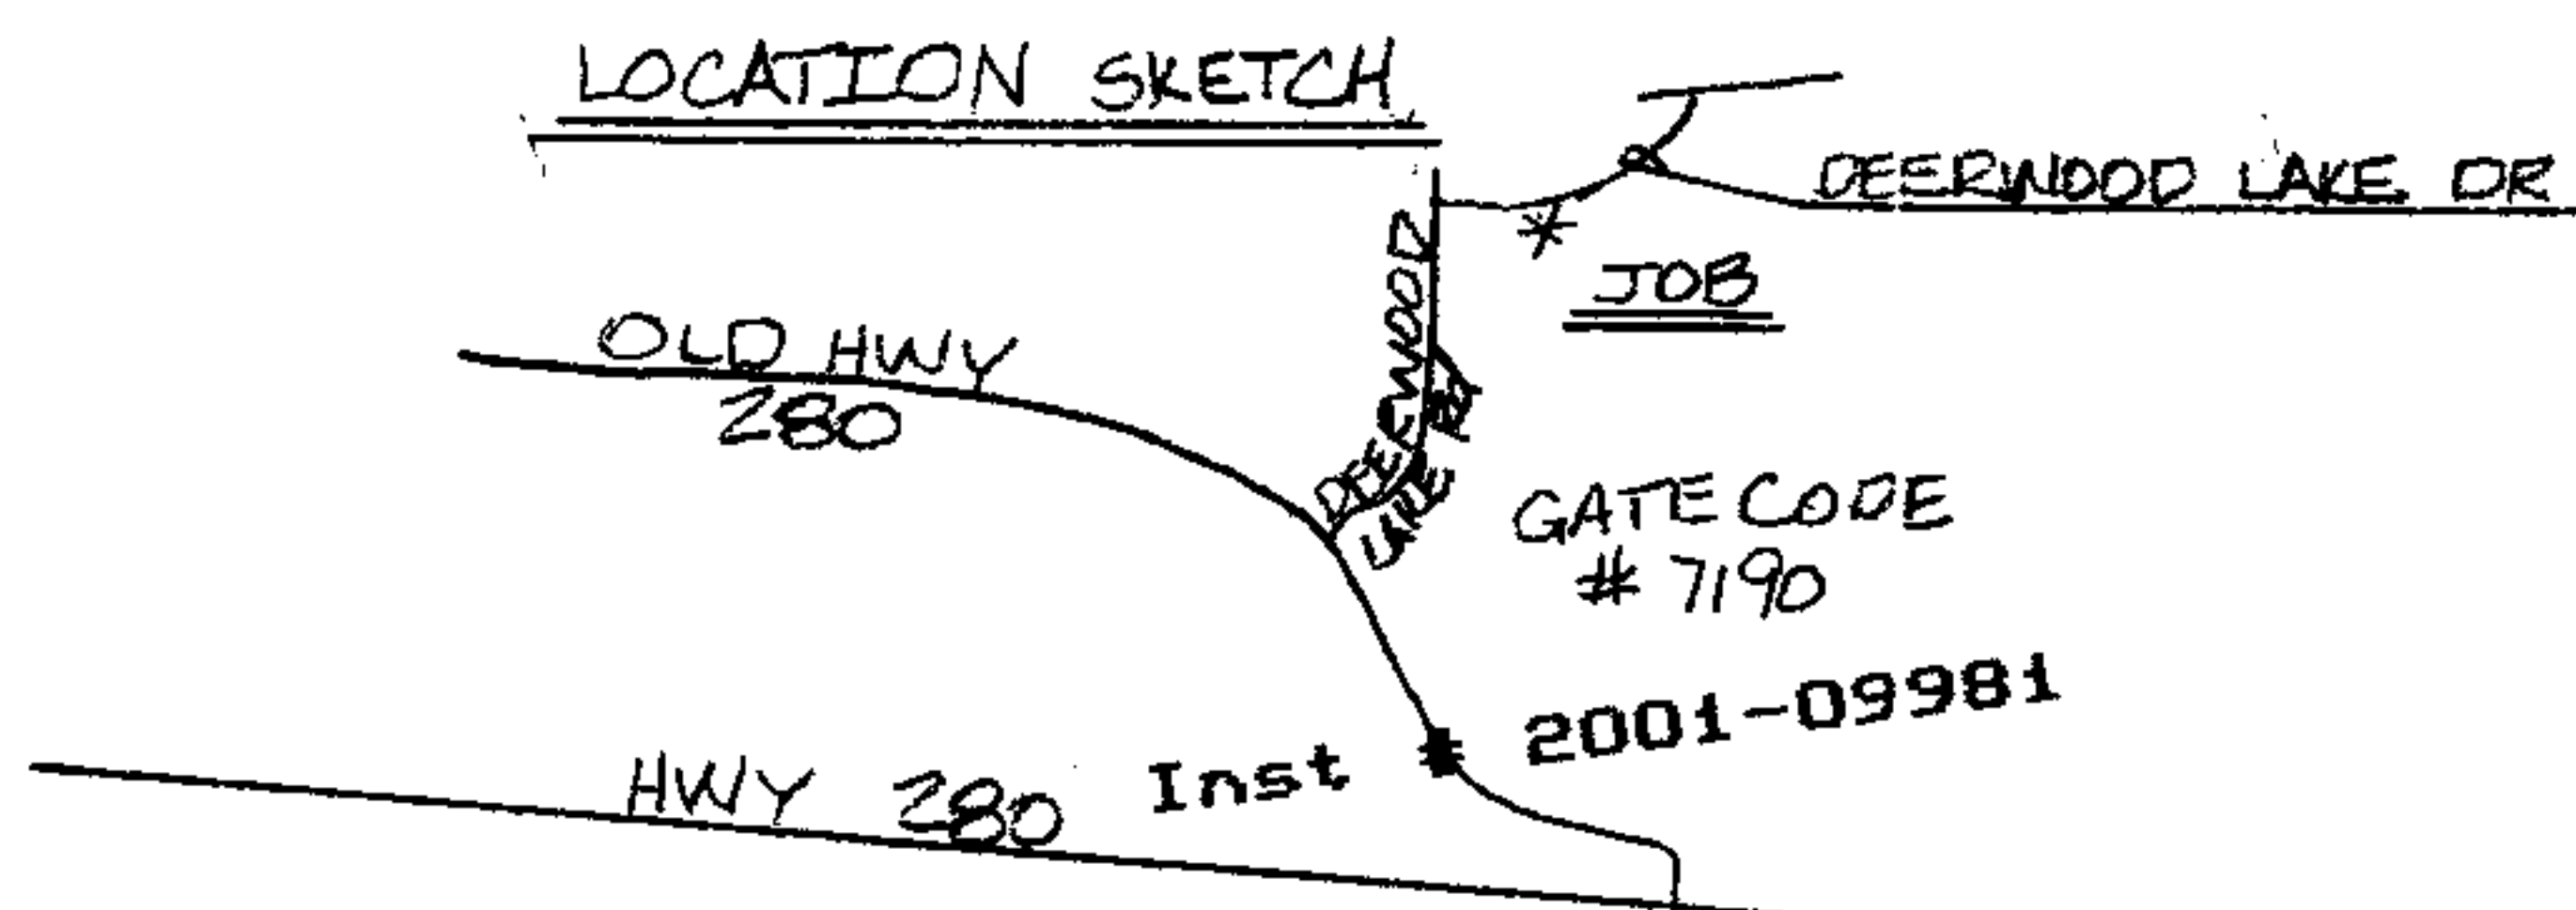 LOCATION SKETCH
DEERWOOD LAKE DR
JOB
DEERWOOD
LAKE RD
OLD HWY
280
GATE CODE
# 7190
Inst # 2001-09981
HWY 280